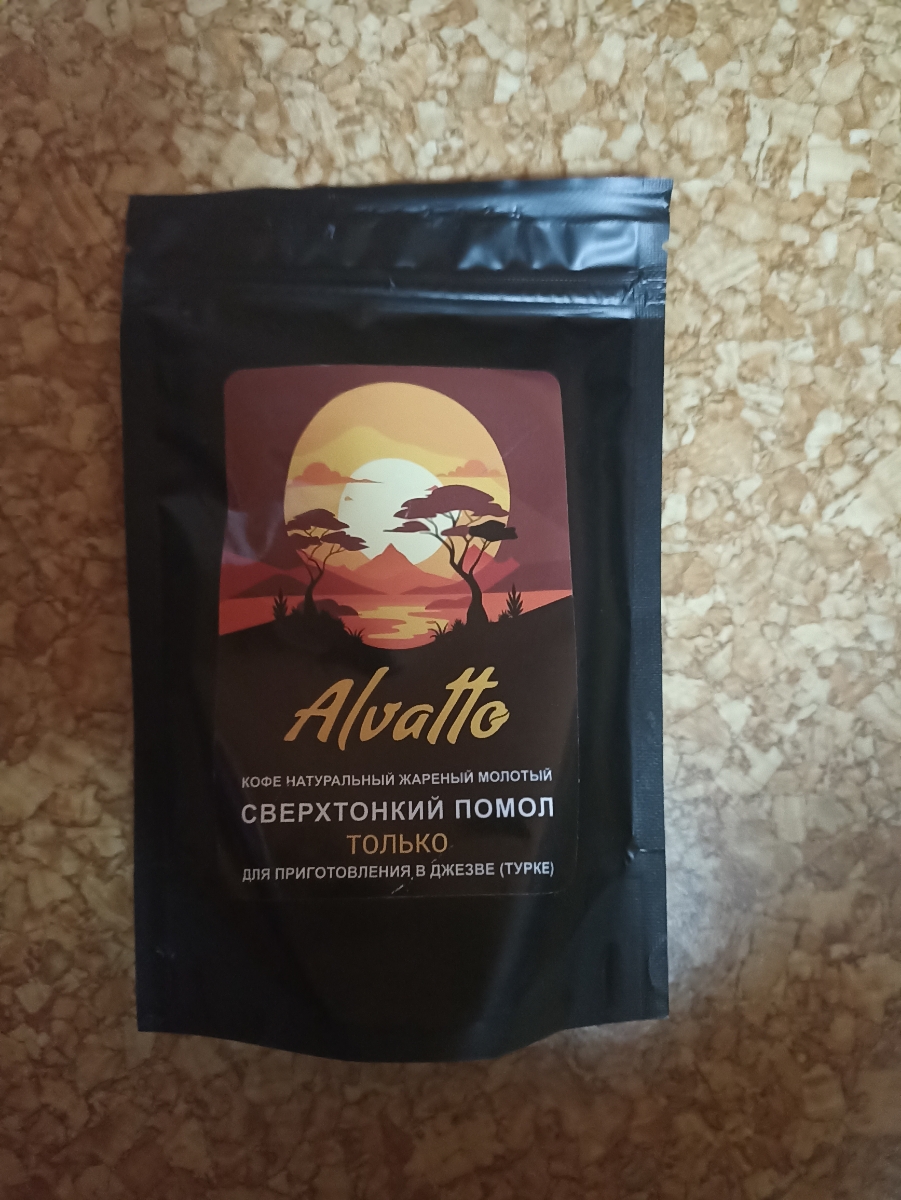 Alvatto
КОФЕ НАТУРАЛЬНЫЙ ЖАРЕНЫЙ МОЛОТЫЙ
СВЕРХТОНКИЙ ПОМОЛ
ТОЛЬКО
ДЛЯ ПРИГОТОВЛЕНИЯ В ДЖЕЗВЕ (ТУРКЕ)